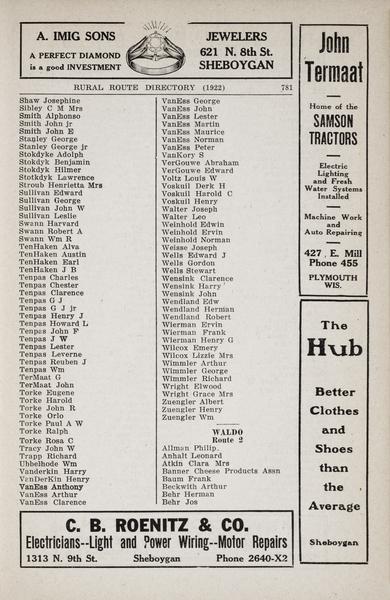 A. IMIG SONS
A PERFECT DIAMOND
is a good INVESTMENT
JEWELERS
621 N. 8th St.
SHEBOYGAN
RURAL ROUTE DIRECTORY (1922) 781
Shaw Josephine
Sibley C M Mrs
Smith Alphonso
Smith John jr
Smith John E
Stanley George
Stanley George jr
Stokdyke Adolph
Stokdyk Benjamin
Stokdyk Hilmer
Stotkdyk Lawrence
Stroub Henrietta Mrs
Sullivan Edward
Sullivan George
Sullivan John W
Sullivan Leslie
Swann Harvard
Swann Robert A
Swann Wm R
TenHaken Alva
TenHaken Austin
TenHaken Earl
TenHaken J B
Tenpas Charles
Tenpas Chester
Tenpas Clarence
Tenpas G J
Tenpas G J jr
Tenpas Henry J
Tenpas Howard L
Tenpas John F
Tenpas J W
Tenpas Lester
Tenpas Leverne
Tenpas Reuben J
Tenpas Wm
TerMaat G
TerMaat John
Torke Eugene
Torke Harold
Torke John R
Torke Orlo
Torke Paul A W
Torke Ralph
Torke Rosa C
Tracy John W
Trapp Richard
Ubbelhode Wm
Vanderkin Harry
VanDerKin Henry
VanEss Anthony
VanEss Arthur
VanEss Clarence
VanEss George
VanEss John
VanEss Lester
VanEss Martin
VanEss Maurice
VanEss Norman
VanEss Peter
VanKory S
VerGouwe Abraham
VerGouwe Edward
Voltz Louis W
Voskuil Derk H
Voskuil Harold C
Voskuil Henry
Walter Joseph
Walter Leo
Weinhold Edwin
Weinhold Ervin
Weinhold Norman
Weisse Joseph
Wells Edward J
Wells Gordon
Wells Stewart
Wensink Clarence
Wensink Harry
Wensink John
Wendland Edw
Wendland Herman
Wendland Robert
Wierman Ervin
Wierman Frank
Wierman Henry G
Wilcox Emery
Wilcox Lizzie Mrs
Wimmler Arthur
Wimmler George
Wimmler Richard
Wright Elwood
Wright Grace Mrs
Zuengler Albert
Zuengler Henry
Zuengler Wm
WALDO
Route 2
Allman Philip.
Anhalt Leonard
Atkin Clara Mrs
Banner Cheese Products Assn
Baum Frank
Beckwith Arthur
Behr Herman
Behr Jos
John
Termaat
Home of the
SAMSON
TRACTORS
Electric
Lighting
and Fresh
Water Systems
Installed
Machine Work
and
Auto Repairing
427 E. Mill
Phone 455
PLYMOUTH
WIS.
The
Hub
Better
Clothes
and
Shoes
than
the
Average
Sheboygan
C. B. ROENITZ & CO.
Electricians--Light and Power Wiring--Motor Repairs
1313 N. 9th St. Sheboygan Phone 2640-X2